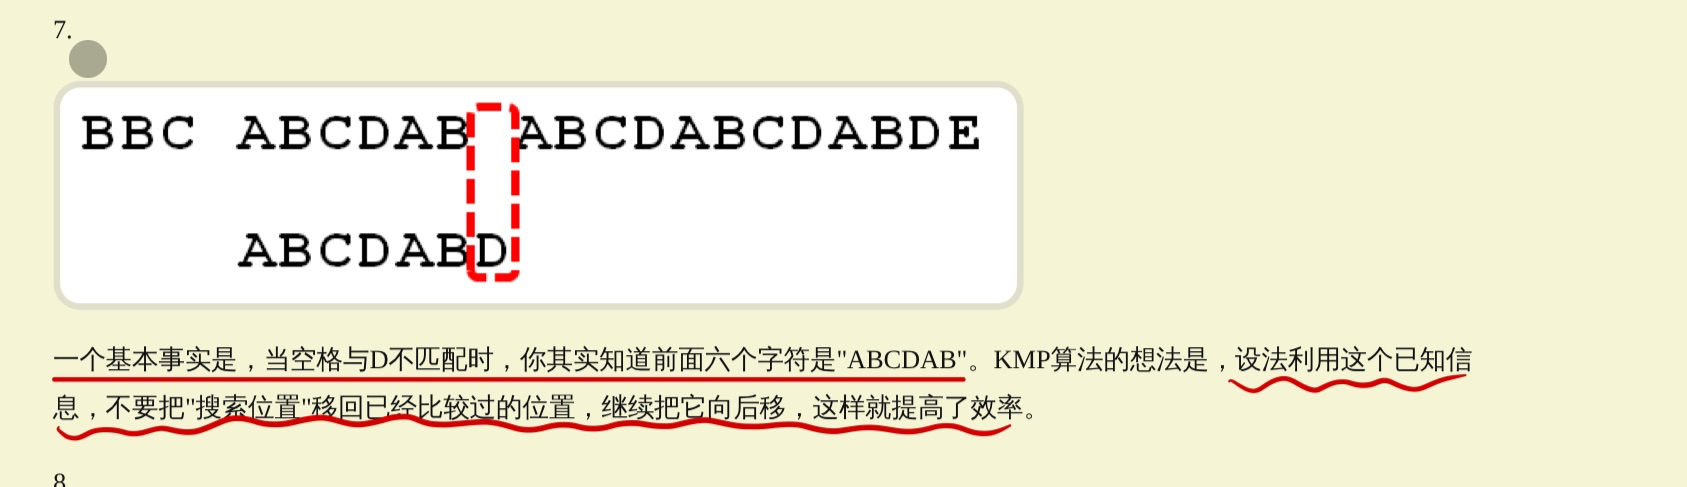 7.
BBC ABCDAB ABCDABCDABDE
ABCDABD
一个基本事实是，当空格与D不匹配时，你其实知道前面六个字符是"ABCDAB"。KMP算法的想法是，设法利用这个已知信
息，不要把"搜索位置"移回已经比较过的位置，继续把它向后移，这样就提高了效率。
8